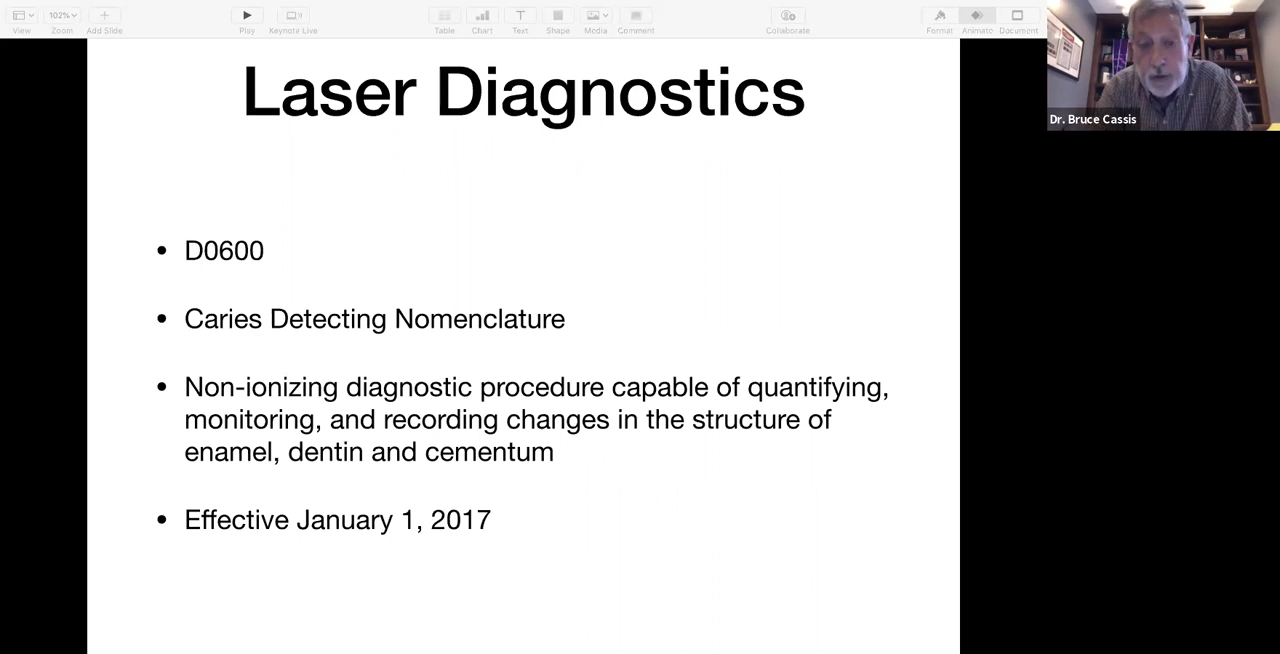 102%
View
Zoom
Add Slide
Play
Keynote Live
Table
Chart
Text
Shape
Media
Comment
Collaborate
Format
Animate
Document
Laser Diagnostics
• D0600
• Caries Detecting Nomenclature
• Non-ionizing diagnostic procedure capable of quantifying,
monitoring, and recording changes in the structure of
enamel, dentin and cementum
• Effective January 1, 2017
Dr. Bruce Cassis